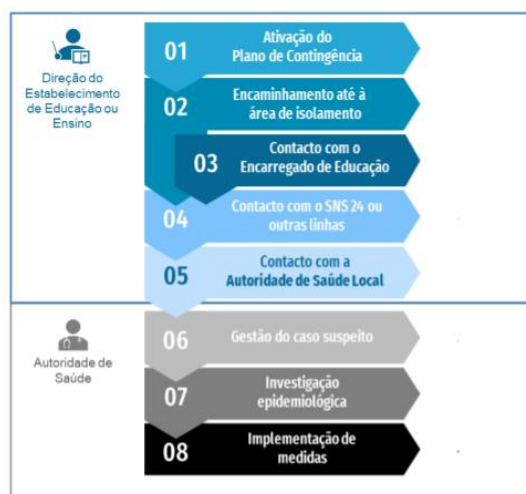 Direção do
Estabelecimento
de Educação ou
Ensino
01
Ativação do
Plano de Contingência
02
Encaminhamento até à
área de isolamento
03
Contacto com o
Encarregado de Educação
04
Contacto com o SNS 24 ou
outras linhas
05
Contacto com a
Autoridade de Saúde Local
Autoridade de
Saúde
06
Gestão do caso suspeito
07
Investigação
epidemiológica
08
Implementação de
medidas